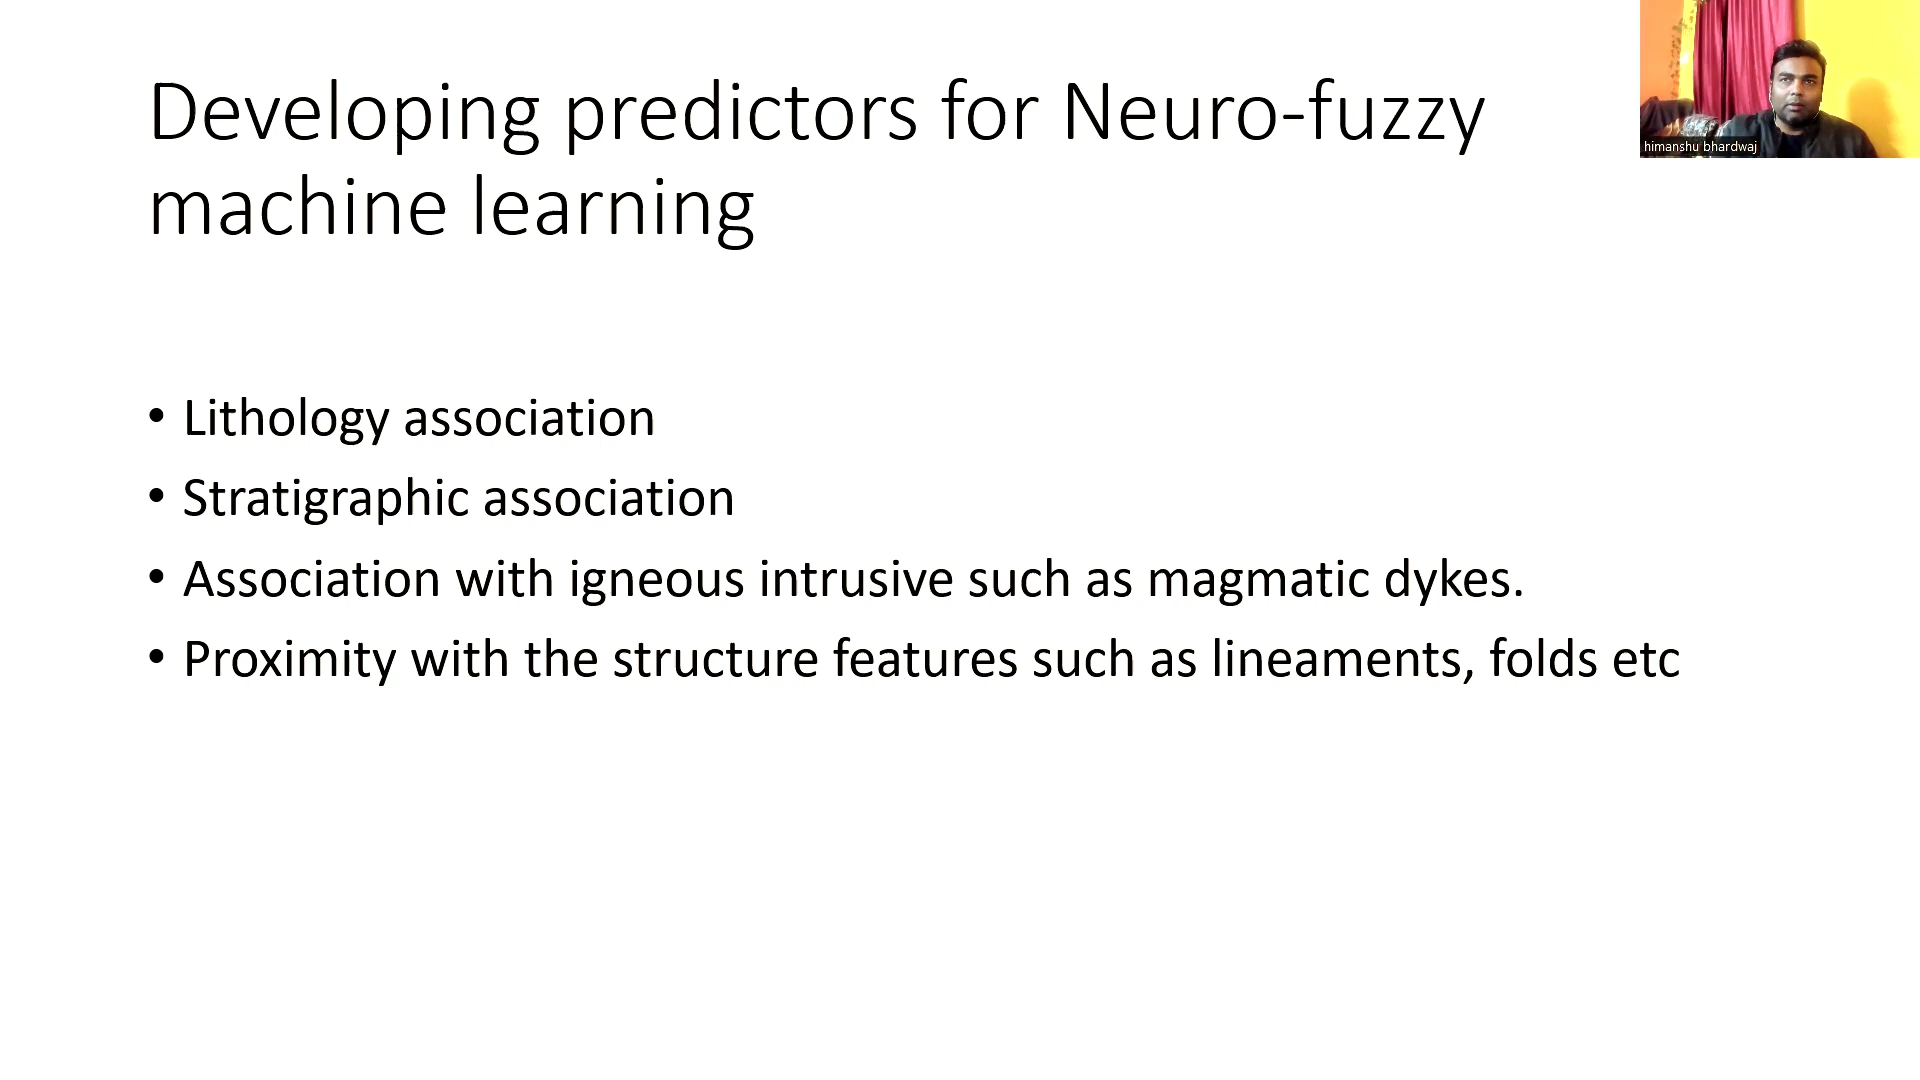 Developing predictors for Neuro-fuzzy
machine learning
himanshu bhardwaj
• Lithology association
• Stratigraphic association
• Association with igneous intrusive such as magmatic dykes.
• Proximity with the structure features such as lineaments, folds etc